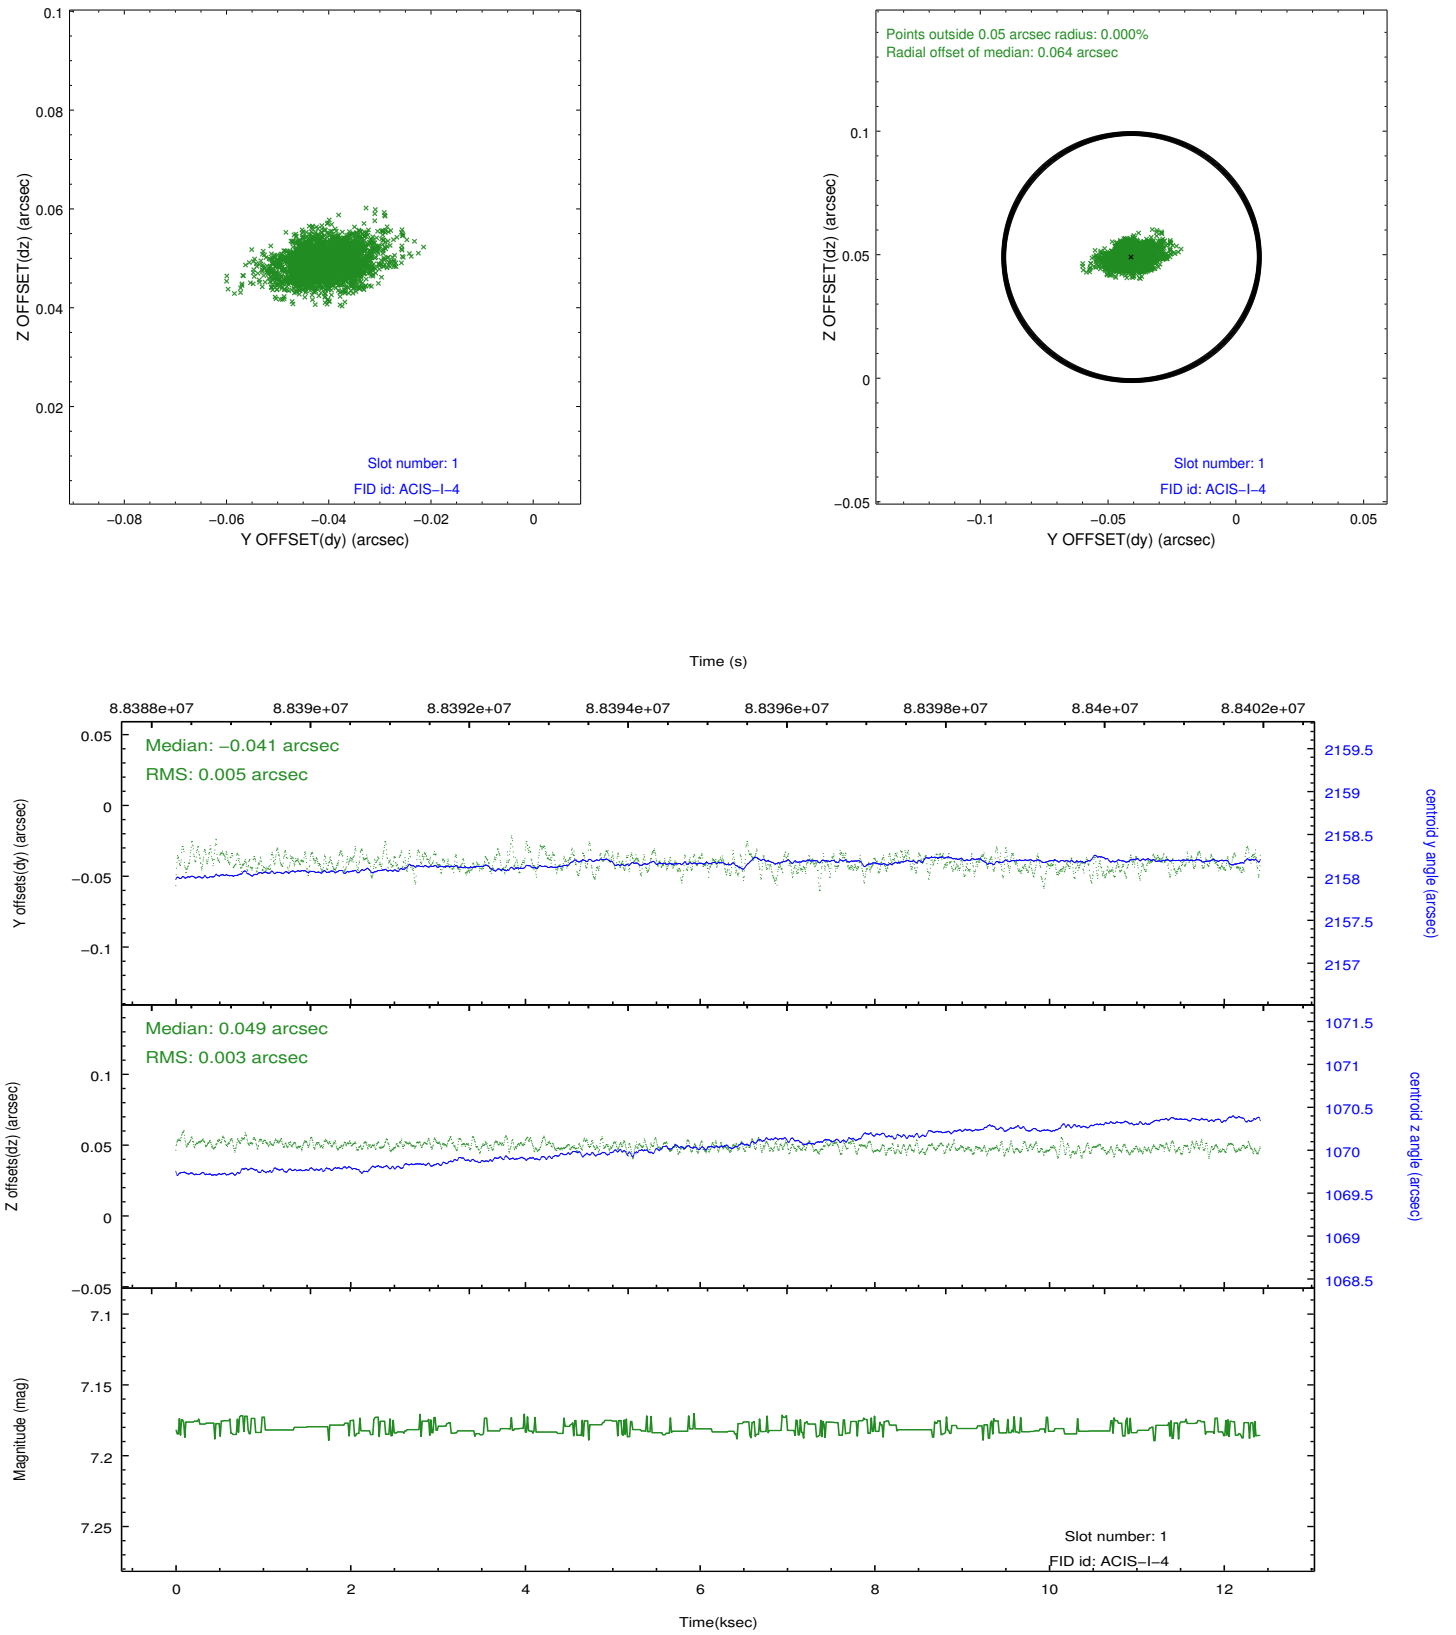 0.1
0.08
0.06
0.04
0.02
Z OFFSET(dz) (arcsec)
Slot number: 1
FID id: ACIS−I−4
−0.08
−0.06
−0.04
−0.02
0
Y OFFSET(dy) (arcsec)
Points outside 0.05 arcsec radius: 0.000%
Radial offset of median: 0.064 arcsec
0.1
0.05
0
−0.05
Z OFFSET(dz) (arcsec)
Slot number: 1
FID id: ACIS−I−4
−0.1
−0.05
0
0.05
Y OFFSET(dy) (arcsec)
Time (s)
8.8388e+07
8.839e+07
8.8392e+07
8.8394e+07
8.8396e+07
8.8398e+07
8.84e+07
8.8402e+07
Median: −0.041 arcsec
RMS: 0.005 arcsec
0.05
0
−0.05
−0.1
Y offsets(dy) (arcsec)
2159.5
2159
2158.5
2158
2157.5
2157
centroid y angle (arcsec)
Median: 0.049 arcsec
RMS: 0.003 arcsec
0.1
0.05
0
−0.05
Z offsets(dz) (arcsec)
1071.5
1071
1070.5
1070
1069.5
1069
1068.5
centroid z angle (arcsec)
7.1
7.15
7.2
7.25
Magnitude (mag)
Slot number: 1
FID id: ACIS−I−4
0
2
4
6
8
10
12
Time(ksec)